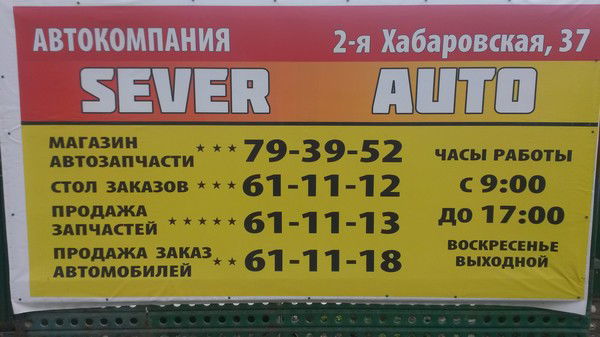 АВТОКОМПАНИЯ 2-я Хабаровская, 37
SEVER AUTO
МАГАЗИН
АВТОЗАПЧАСТИ *** 79-39-52
СТОЛ ЗАКАЗОВ *** 61-11-12
ПРОДАЖА
ЗАПЧАСТЕЙ ***** 61-11-13
ПРОДАЖА ЗАКАЗ
АВТОМОБИЛЕЙ ** 61-11-18
ЧАСЫ РАБОТЫ
С 9:00
ДО 17:00
ВОСКРЕСЕНЬЕ
ВЫХОДНОЙ